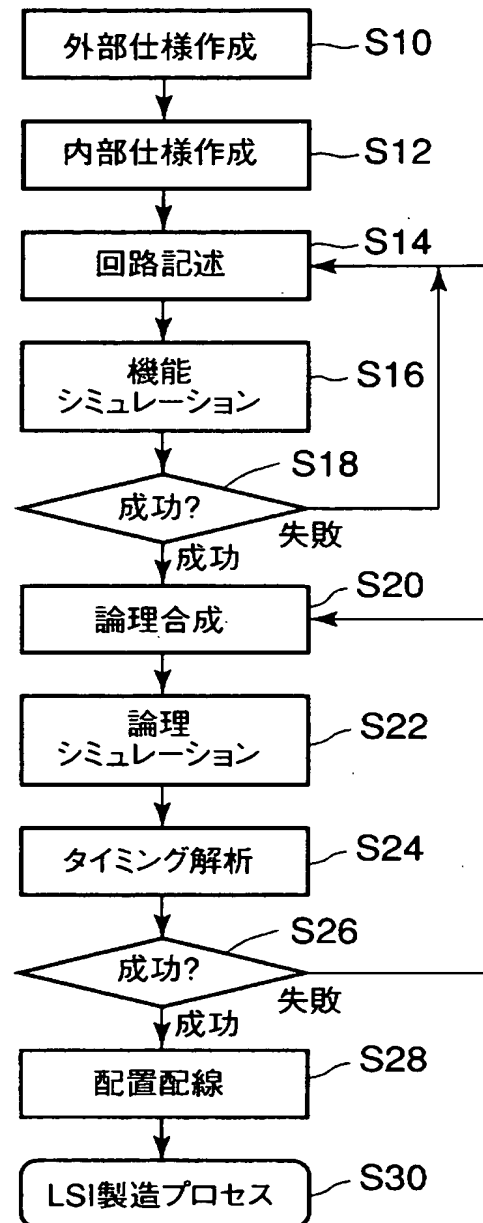 外部仕様作成 S10
内部仕様作成 S12
回路記述 S14
機能
シミュレーション S16
S18
成功?
失敗
成功
論理合成 S20
論理
シミュレーション S22
タイミング解析 S24
S26
成功?
失敗
成功
配置配線 S28
LSI製造プロセス S30